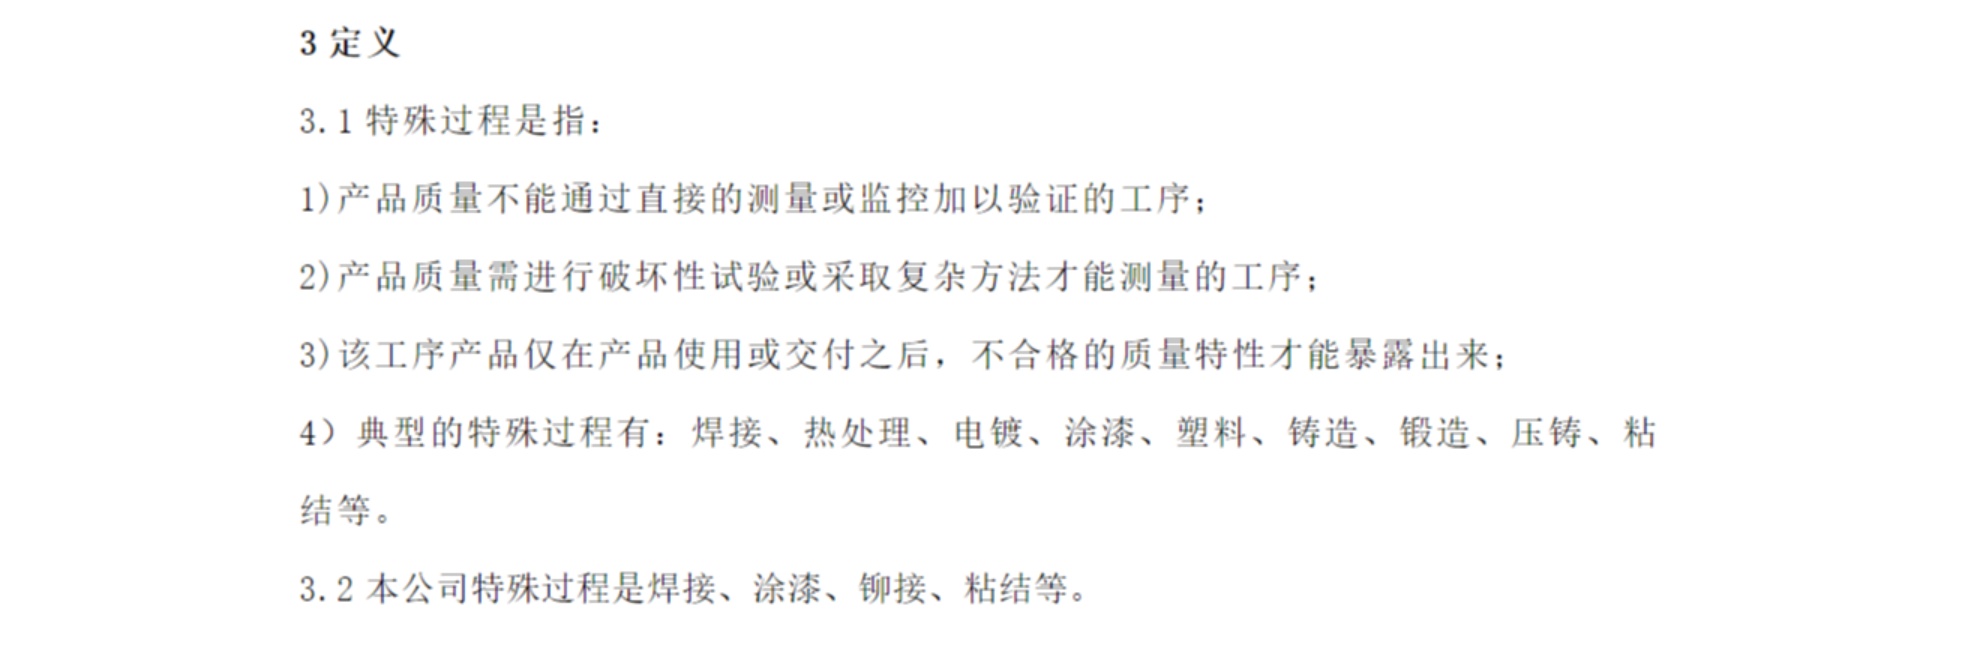 3 定义
3.1 特殊过程是指：
1)产品质量不能通过直接的测量或监控加以验证的工序；
2)产品质量需进行破坏性试验或采取复杂方法才能测量的工序；
3)该工序产品仅在产品使用或交付之后，不合格的质量特性才能暴露出来；
4）典型的特殊过程有：焊接、热处理、电镀、涂漆、塑料、铸造、锻造、压铸、粘
结等。
3.2 本公司特殊过程是焊接、涂漆、铆接、粘结等。